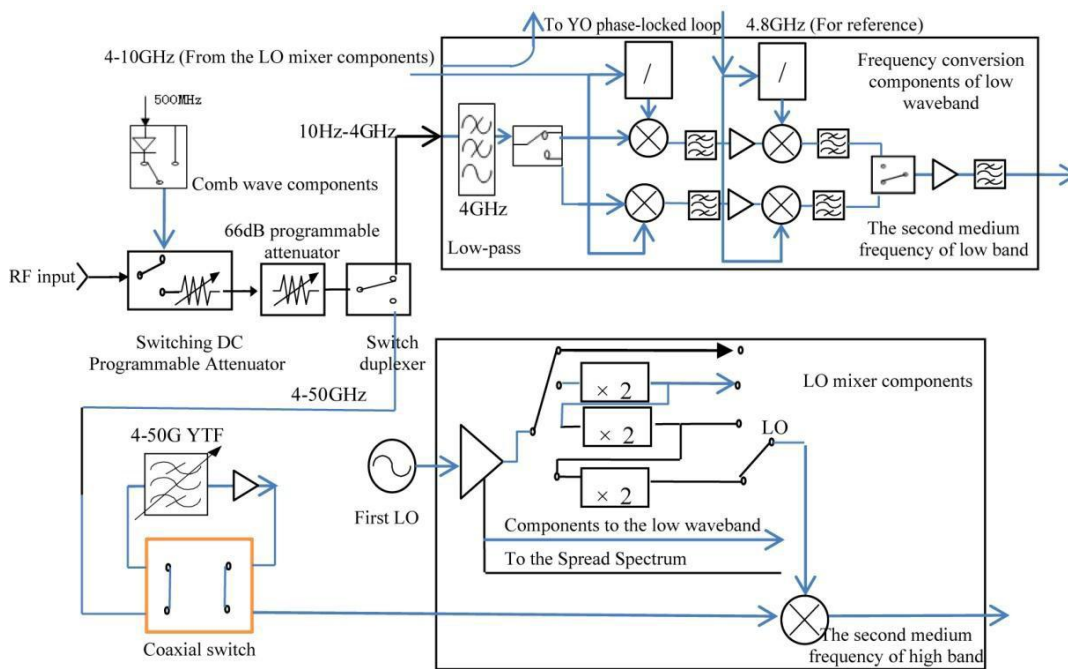 To YO phase-locked loop
4.8GHz (For reference)
4-10GHz (From the LO mixer components)
/
/
Frequency conversion
components of low
waveband
500MHz
10Hz-4GHz
Comb wave components
4GHz
66dB programmable
attenuator
Low-pass
The second medium
frequency of low band
RF input
Switching DC
Programmable Attenuator
Switch
duplexer
4-50GHz
LO mixer components
× 2
× 2
× 2
LO
4-50G YTF
First LO
Components to the low waveband
To the Spread Spectrum
Coaxial switch
The second medium
frequency of high band